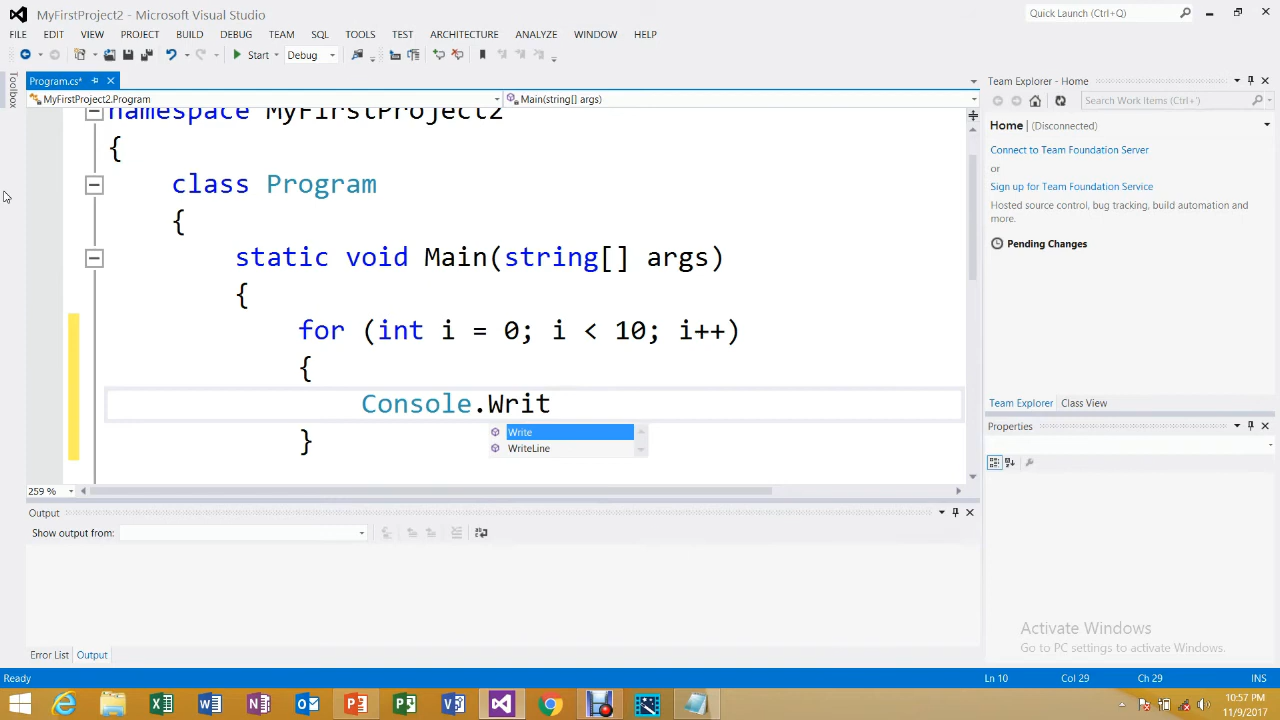 MyFirstProject2 - Microsoft Visual Studio
Quick Launch (Ctrl+Q)
FILE EDIT VIEW PROJECT BUILD DEBUG TEAM SQL TOOLS TEST ARCHITECTURE ANALYZE WINDOW HELP
Start Debug
Toolbox
Program.cs*
MyFirstProject2.Program
Main(string[] args)
namespace MyFirstProject2
{
class Program
{
static void Main(string[] args)
{
for (int i = 0; i < 10; i++)
{
Console.Writ
Write
WriteLine
}
259 %
Output
Show output from:
Error List Output
Team Explorer - Home
Search Work Items (Ctrl+')
Home | (Disconnected)
Connect to Team Foundation Server
or
Sign up for Team Foundation Service
Hosted source control, bug tracking, build automation and
more.
Pending Changes
Team Explorer Class View
Properties
Activate Windows
Go to PC settings to activate Windows.
Ready
Ln 10 Col 29 Ch 29 INS
10:57 PM
11/9/2017